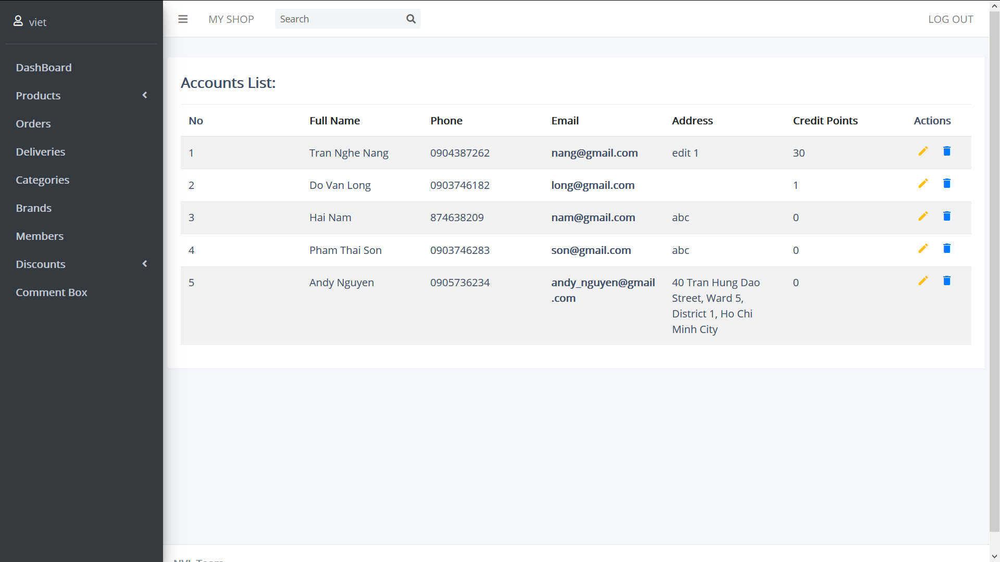 viet
MY SHOP
Search
LOG OUT
DashBoard
Products
Orders
Deliveries
Categories
Brands
Members
Discounts
Comment Box
Accounts List:
No Full Name Phone Email Address Credit Points Actions
1 Tran Nghe Nang 0904387262 nang@gmail.com edit 1 30
2 Do Van Long 0903746182 long@gmail.com 1
3 Hai Nam 874638209 nam@gmail.com abc 0
4 Pham Thai Son 0903746283 son@gmail.com abc 0
5 Andy Nguyen 0905736234 andy_nguyen@gmail 40 Tran Hung Dao 0
.com Street, Ward 5,
District 1, Ho Chi
Minh City